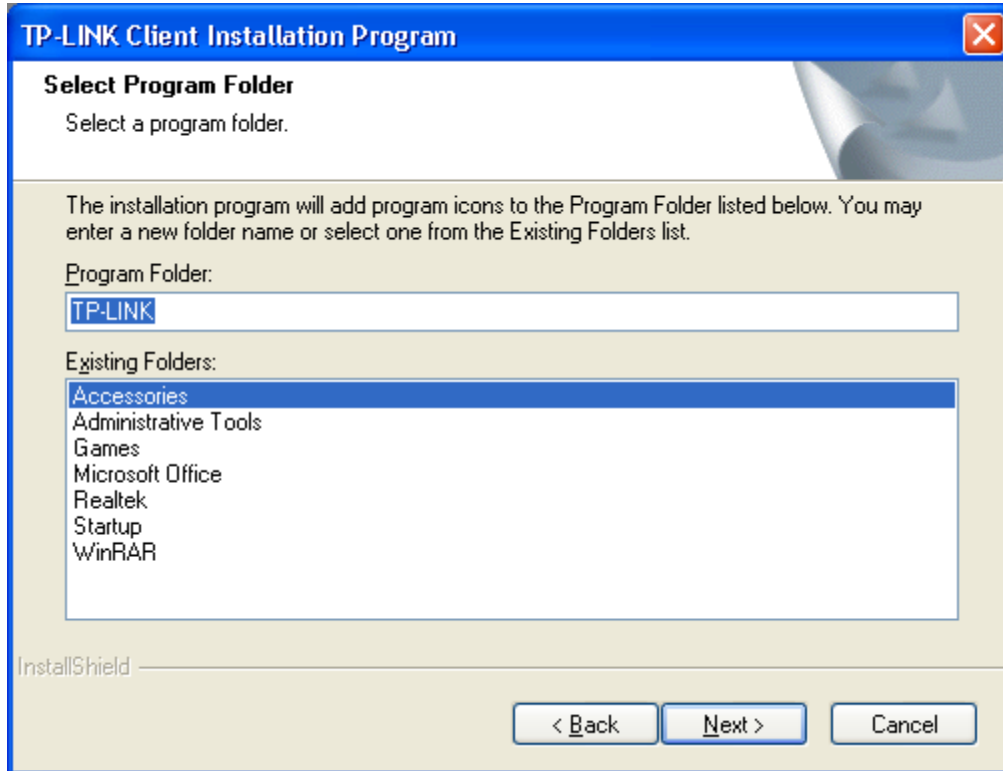 TP-LINK Client Installation Program
Select Program Folder
Select a program folder.
The installation program will add program icons to the Program Folder listed below. You may
enter a new folder name or select one from the Existing Folders list.
Program Folder:
TP-LINK
Existing Folders:
Accessories
Administrative Tools
Games
Microsoft Office
Realtek
Startup
WinRAR
InstallShield
< Back Next > Cancel